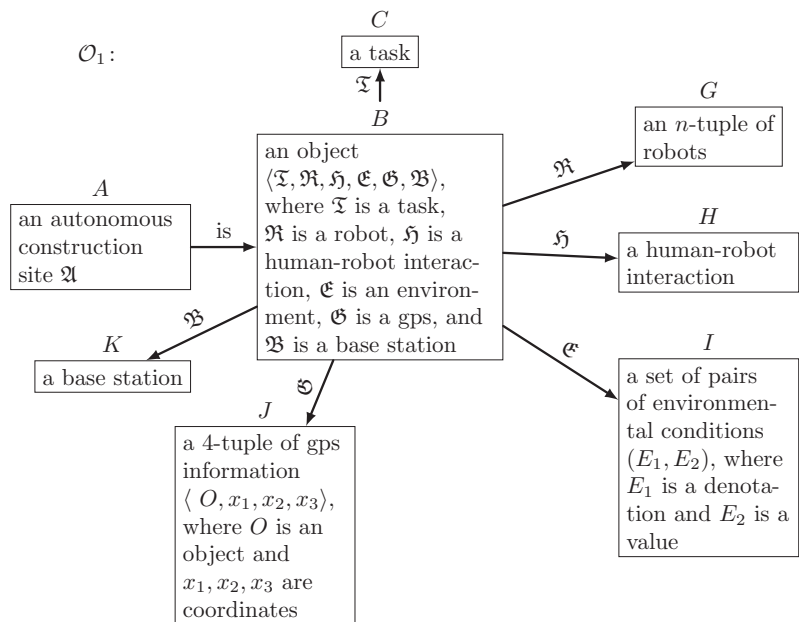 𝒪₁ :
C
a task
𝔗
B
an object
⟨𝔗, ℜ, ℌ, 𝔈, 𝔊, 𝔅⟩,
where 𝔗 is a task,
ℜ is a robot, ℌ is a
human-robot interac-
tion, 𝔈 is an environ-
ment, 𝔊 is a gps, and
𝔅 is a base station
A
an autonomous
construction
site 𝔄
is
ℜ
G
an n-tuple of
robots
ℌ
H
a human-robot
interaction
𝔈
I
a set of pairs
of environmen-
tal conditions
(E₁, E₂), where
E₁ is a denota-
tion and E₂ is a
value
𝔅
K
a base station
𝔊
J
a 4-tuple of gps
information
⟨ O, x₁, x₂, x₃⟩,
where O is an
object and
x₁, x₂, x₃ are
coordinates